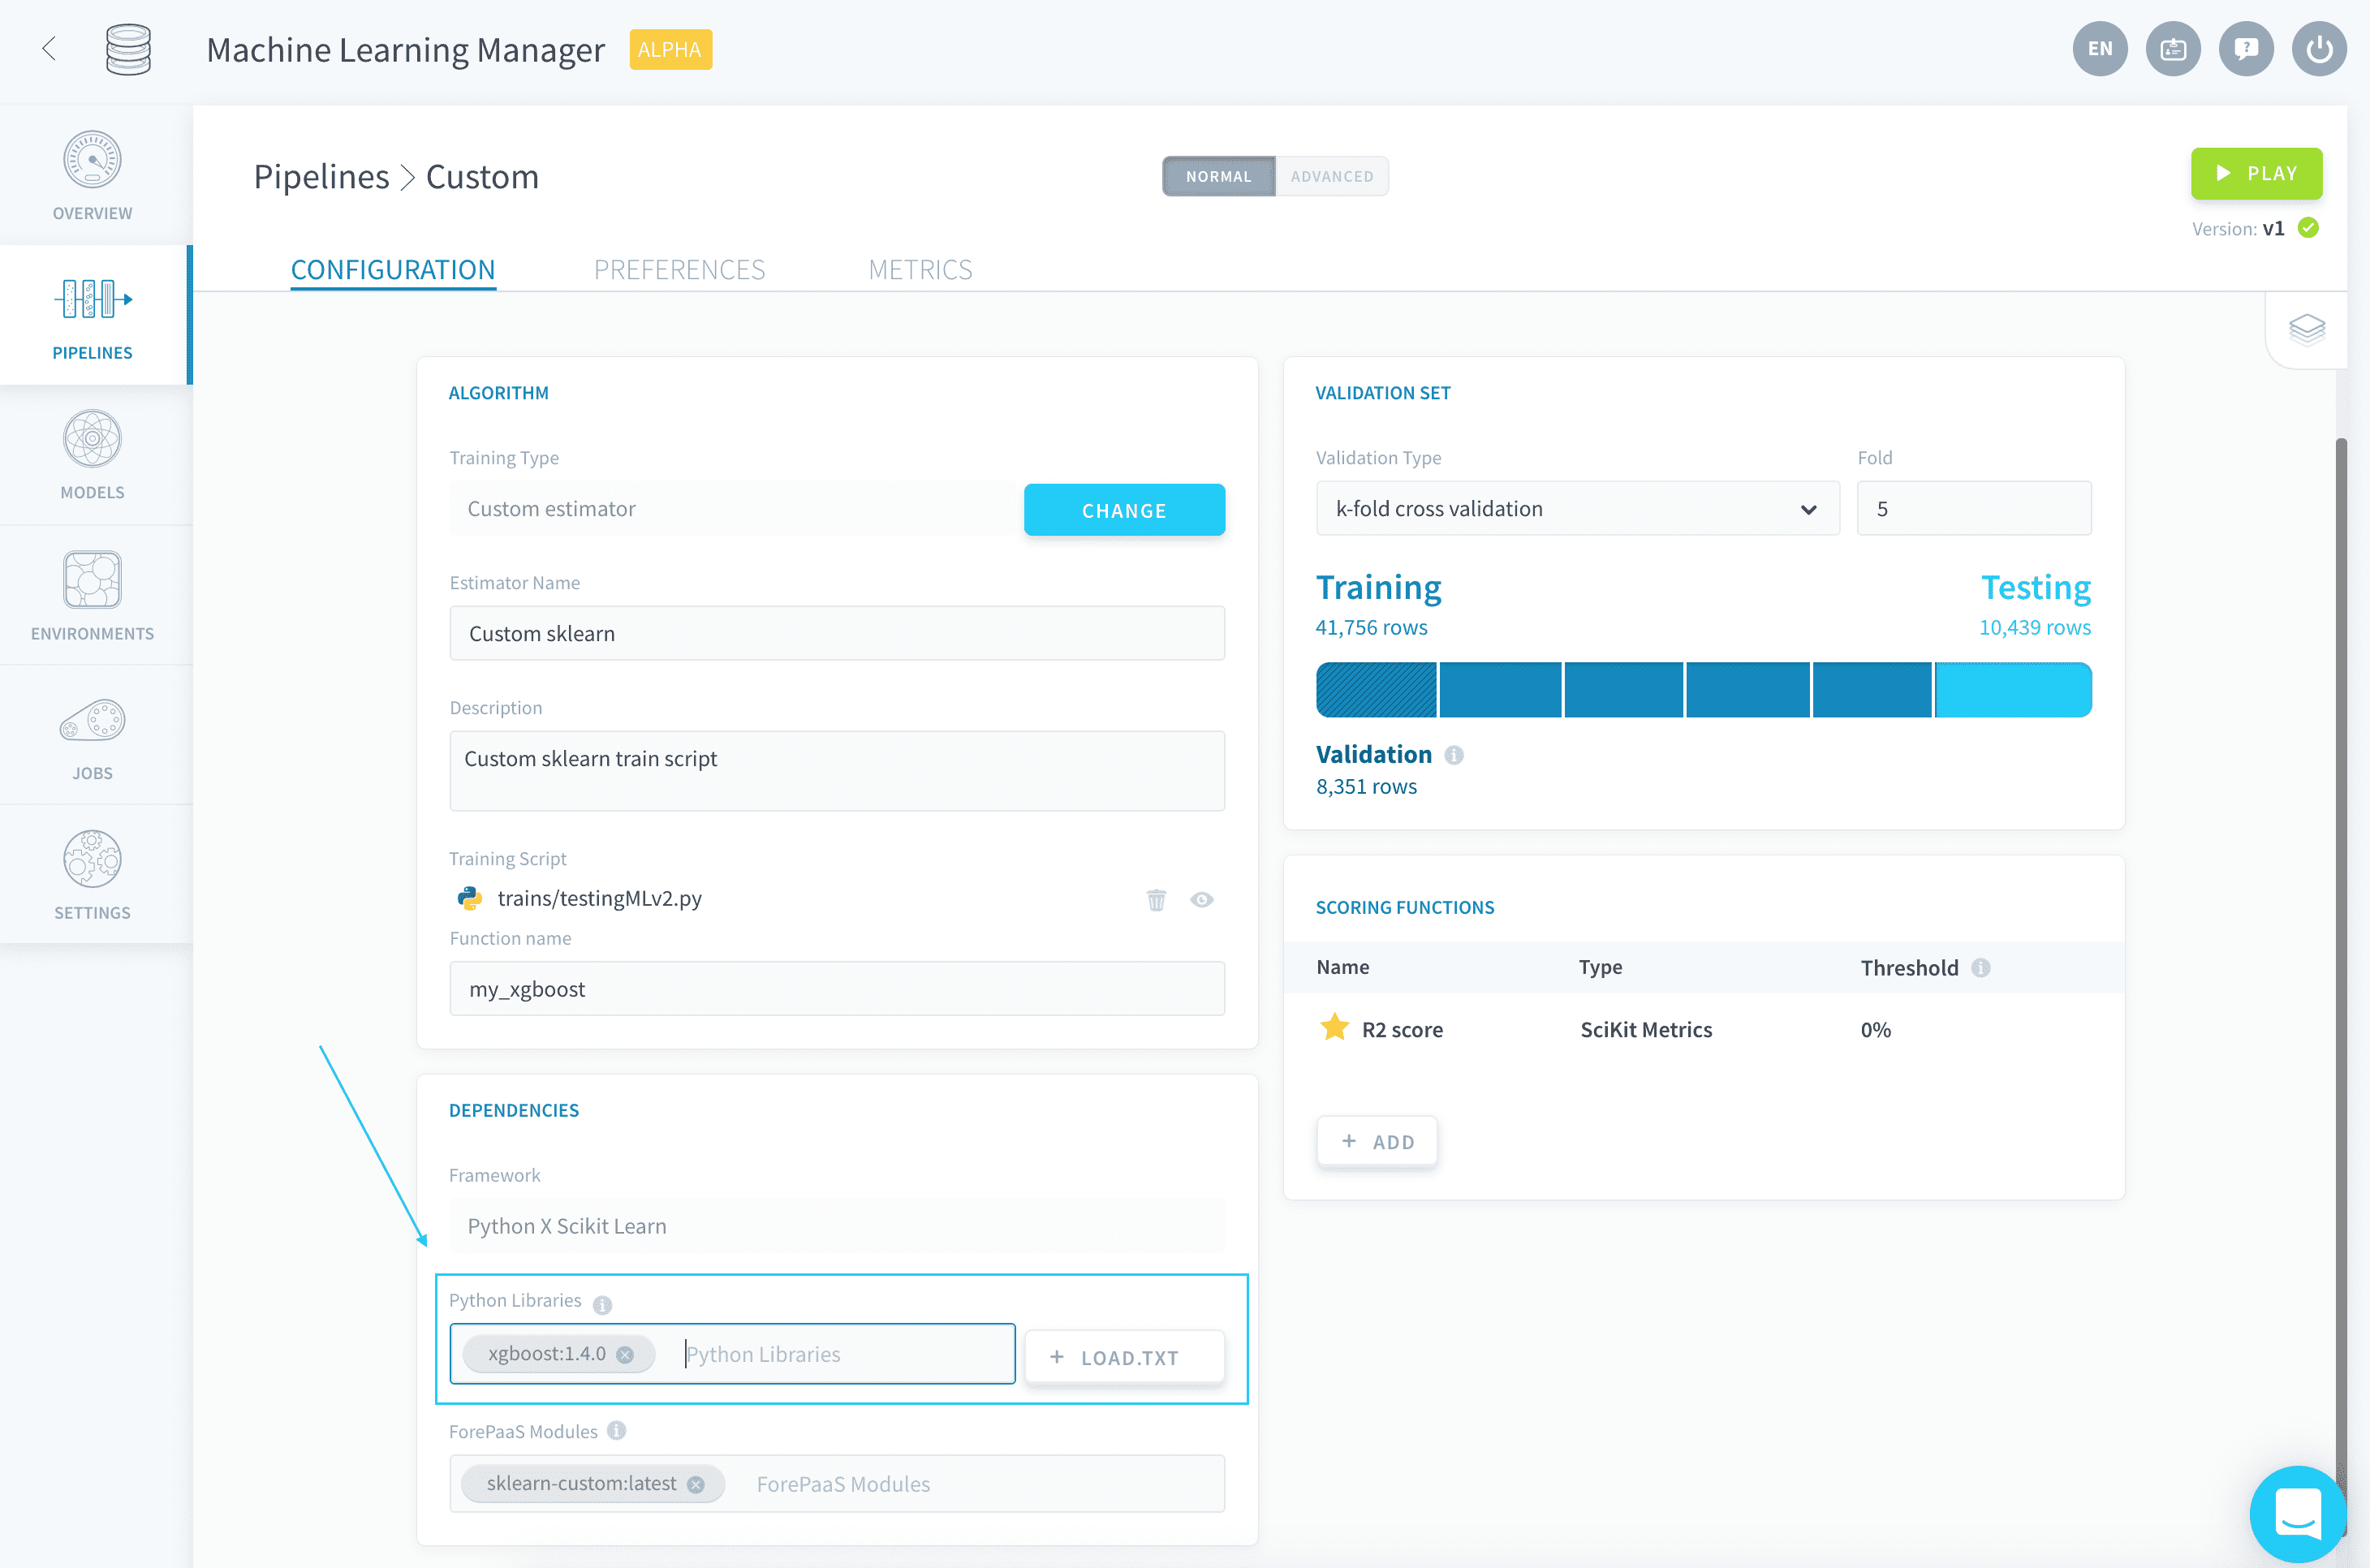 Machine Learning Manager ALPHA
EN
OVERVIEW
PIPELINES
MODELS
ENVIRONMENTS
JOBS
SETTINGS
Pipelines > Custom
NORMAL ADVANCED
PLAY
Version: v1
CONFIGURATION PREFERENCES METRICS
ALGORITHM
Training Type
Custom estimator
CHANGE
Estimator Name
Custom sklearn
Description
Custom sklearn train script
Training Script
trains/testingMLv2.py
Function name
my_xgboost
DEPENDENCIES
Framework
Python X Scikit Learn
Python Libraries
xgboost:1.4.0 Python Libraries
+ LOAD.TXT
ForePaaS Modules
sklearn-custom:latest ForePaaS Modules
VALIDATION SET
Validation Type Fold
k-fold cross validation 5
Training Testing
41,756 rows 10,439 rows
Validation
8,351 rows
SCORING FUNCTIONS
Name Type Threshold
R2 score SciKit Metrics 0%
+ ADD